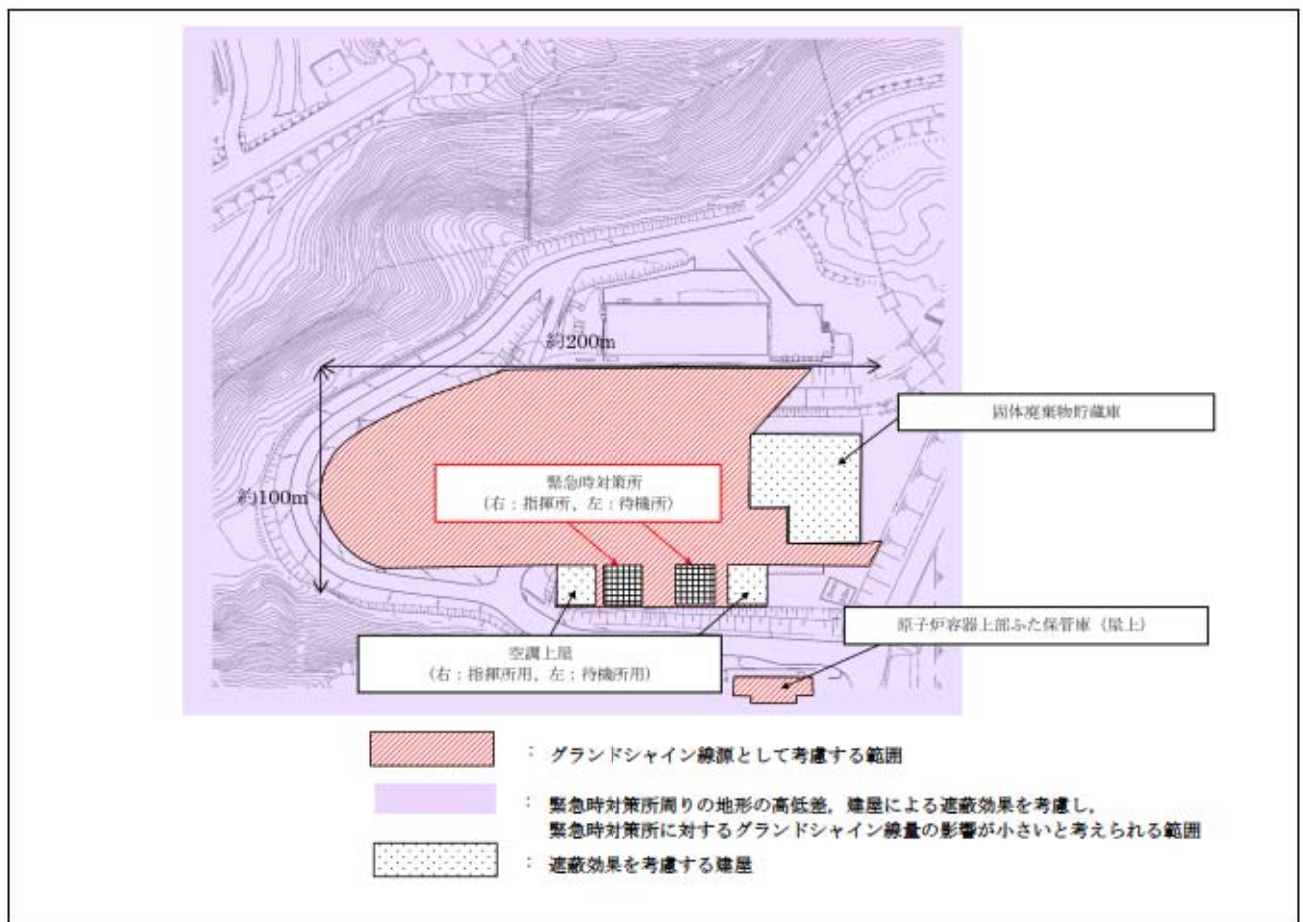 約200m
固体廃棄物貯蔵庫
緊急時対策所
(右：指揮所、左：待機所)
約100m
原子炉容器上部ふた保管庫（屋上）
空調上屋
(右：指揮所用、左：待機所用)
： グランドシャイン線源として考慮する範囲
： 緊急時対策所周りの地形の高低差，建屋による遮蔽効果を考慮し，
緊急時対策所に対するグランドシャイン線量の影響が小さいと考えられる範囲
： 遮蔽効果を考慮する建屋